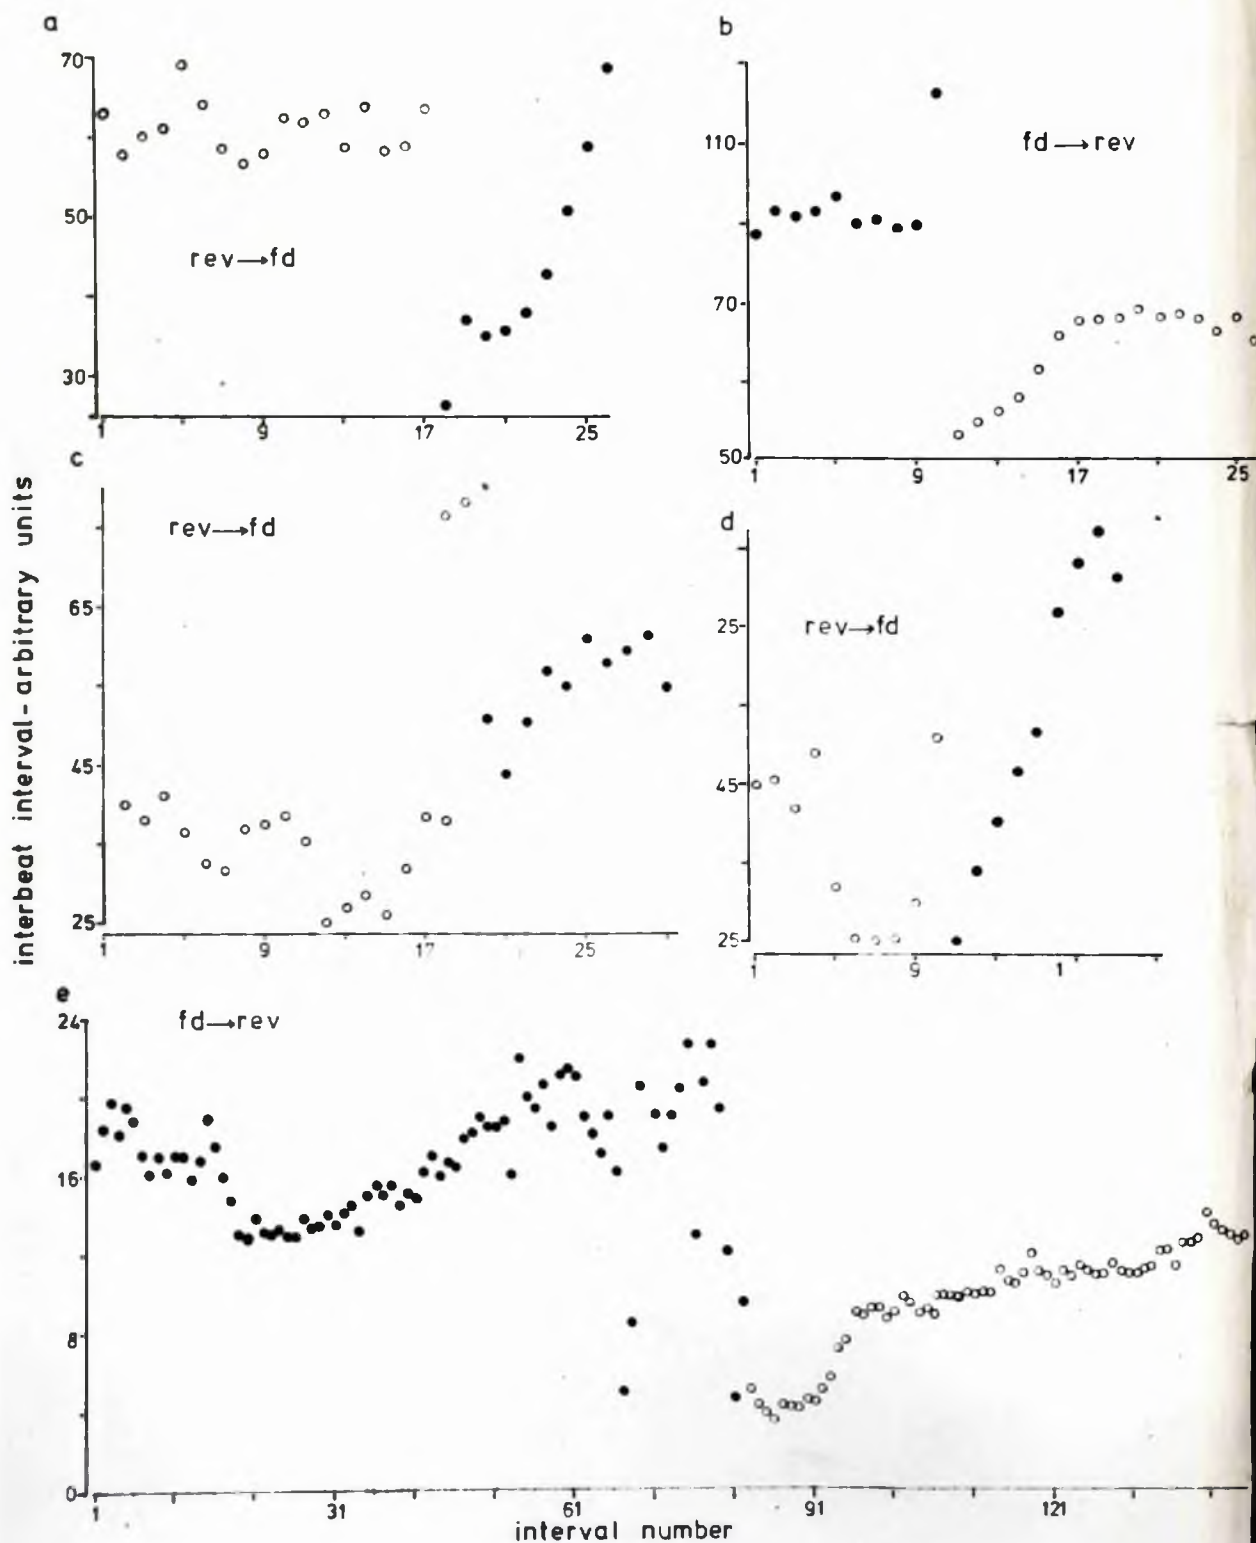 a
70
50
30
rev→fd
1 9 17 25
b
110
70
50
fd→rev
1 9 17 25
interbeat interval-arbitrary units
c
65
45
25
rev→fd
1 9 17 25
d
25
45
25
rev→fd
1 9 1
e
24
16
8
0
fd→rev
1 31 61 91 121
interval number